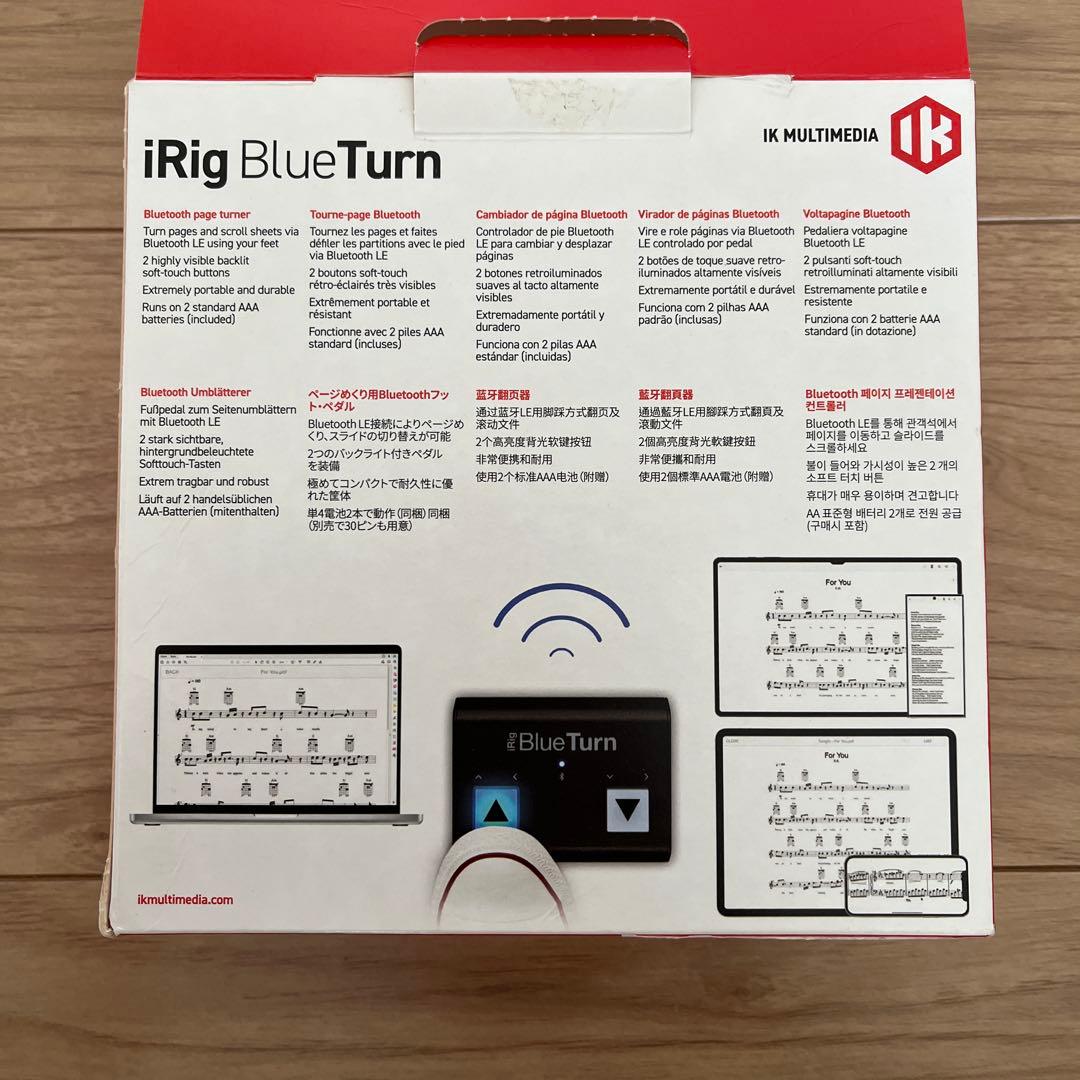 iRig BlueTurn
IK MULTIMEDIA
IK
Bluetooth page turner
Turn pages and scroll sheets via
Bluetooth LE using your feet
2 highly visible backlit
soft-touch buttons
Extremely portable and durable
Runs on 2 standard AAA
batteries (included)
Tourne-page Bluetooth
Tournez les pages et faites
défiler les partitions avec le pied
via Bluetooth LE
2 boutons soft-touch
rétro-éclairés très visibles
Extrêmement portable et
résistant
Fonctionne avec 2 piles AAA
standard (incluses)
Cambiador de página Bluetooth
Controlador de pie Bluetooth
LE para cambiar y desplazar
páginas
2 botones retroiluminados
suaves al tacto altamente
visibles
Extremadamente portátil y
duradero
Funciona con 2 pilas AAA
estándar (incluidas)
Virador de páginas Bluetooth
Vire e role páginas via Bluetooth
LE controlado por pedal
2 botões de toque suave retro-
iluminados altamente visíveis
Extremamente portátil e durável
Funciona com 2 pilhas AAA
padrão (inclusas)
Voltapagine Bluetooth
Pedaliera voltapagine
Bluetooth LE
2 pulsanti soft-touch
retroilluminati altamente visibili
Estremamente portatile e
resistente
Funziona con 2 batterie AAA
standard (in dotazione)
Bluetooth Umblätterer
Fußpedal zum Seitenumblättern
mit Bluetooth LE
2 stark sichtbare,
hintergrundbeleuchtete
Softtouch-Tasten
Extrem tragbar und robust
Läuft auf 2 handelsüblichen
AAA-Batterien (mitenthalten)
ページめくり用Bluetoothフッ
ト・ペダル
Bluetooth LE接続によりページめ
くり、スライドの切り替えが可能
2つのバックライト付きペダル
を装備
極めてコンパクトで耐久性に優
れた筐体
単4電池2本で動作(同梱)同梱
(別売で30ピンも用意)
蓝牙翻页器
通过蓝牙LE用脚踩方式翻页及
滚动文件
2个高亮度背光软键按钮
非常便携和耐用
使用2个标准AAA电池(附赠)
藍牙翻頁器
通過藍牙LE用腳踩方式翻頁及
滾動文件
2個高亮度背光軟鍵按鈕
非常便攜和耐用
使用2個標準AAA電池(附贈)
Bluetooth 페이지 프레젠테이션
컨트롤러
Bluetooth LE를 통해 관객석에서
페이지를 이동하고 슬라이드를
스크롤하세요
불이 들어와 가시성이 높은 2 개의
소프트 터치 버튼
휴대가 매우 용이하며 견고합니다
AA 표준형 배터리 2개로 전원 공급
(구매시 포함)
For You
For You.pdf
iRig BlueTurn
For You
ikmultimedia.com